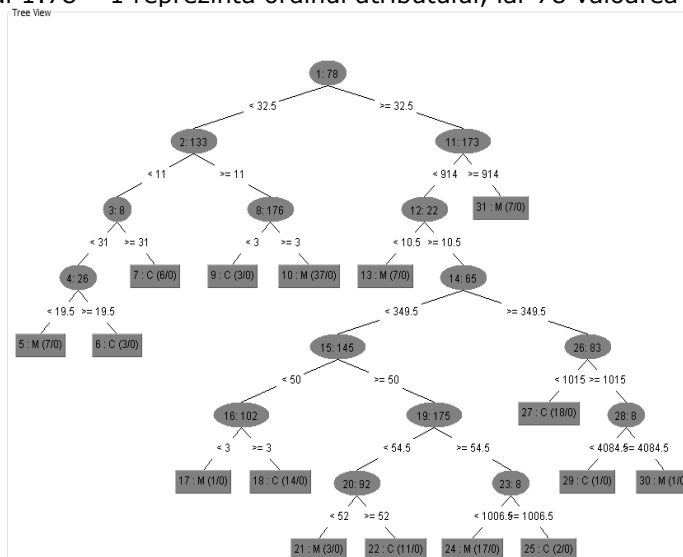 1:78 – 1 reprezintă ordinul atributului, iar 78 valoarea
Tree View
1: 78
< 32.5 >= 32.5
2: 133 11: 173
< 11 >= 11 < 914 >= 914
3: 8 8: 176 12: 22 31 : M (7/0)
< 31 >= 31 < 3 >= 3 < 10.5 >= 10.5
4: 26 7 : C (6/0) 9 : C (3/0) 10 : M (37/0) 13 : M (7/0) 14: 65
< 19.5 >= 19.5 < 349.5 >= 349.5
5 : M (7/0) 6 : C (3/0) 15: 145 26: 83
< 50 >= 50 < 1015 >= 1015
16: 102 19: 175 27 : C (18/0) 28: 8
< 3 >= 3 < 54.5 >= 54.5 < 4084.5 >= 4084.5
17 : M (1/0) 18 : C (14/0) 20: 92 23: 8 29 : C (1/0) 30 : M (1/0
< 52 >= 52 < 1006.5 >= 1006.5
21 : M (3/0) 22 : C (11/0) 24 : M (17/0) 25 : C (2/0)